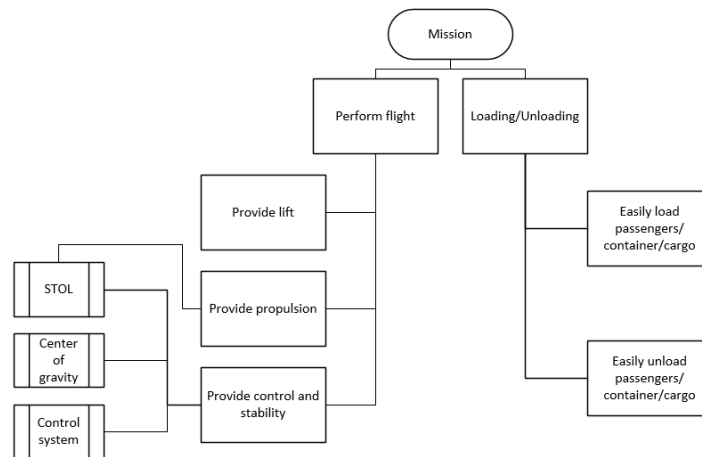 Mission
Perform flight
Loading/Unloading
Provide lift
Easily load
passengers/
container/cargo
STOL
Provide propulsion
Center
of
gravity
Easily unload
passengers/
container/cargo
Provide control and
stability
Control
system